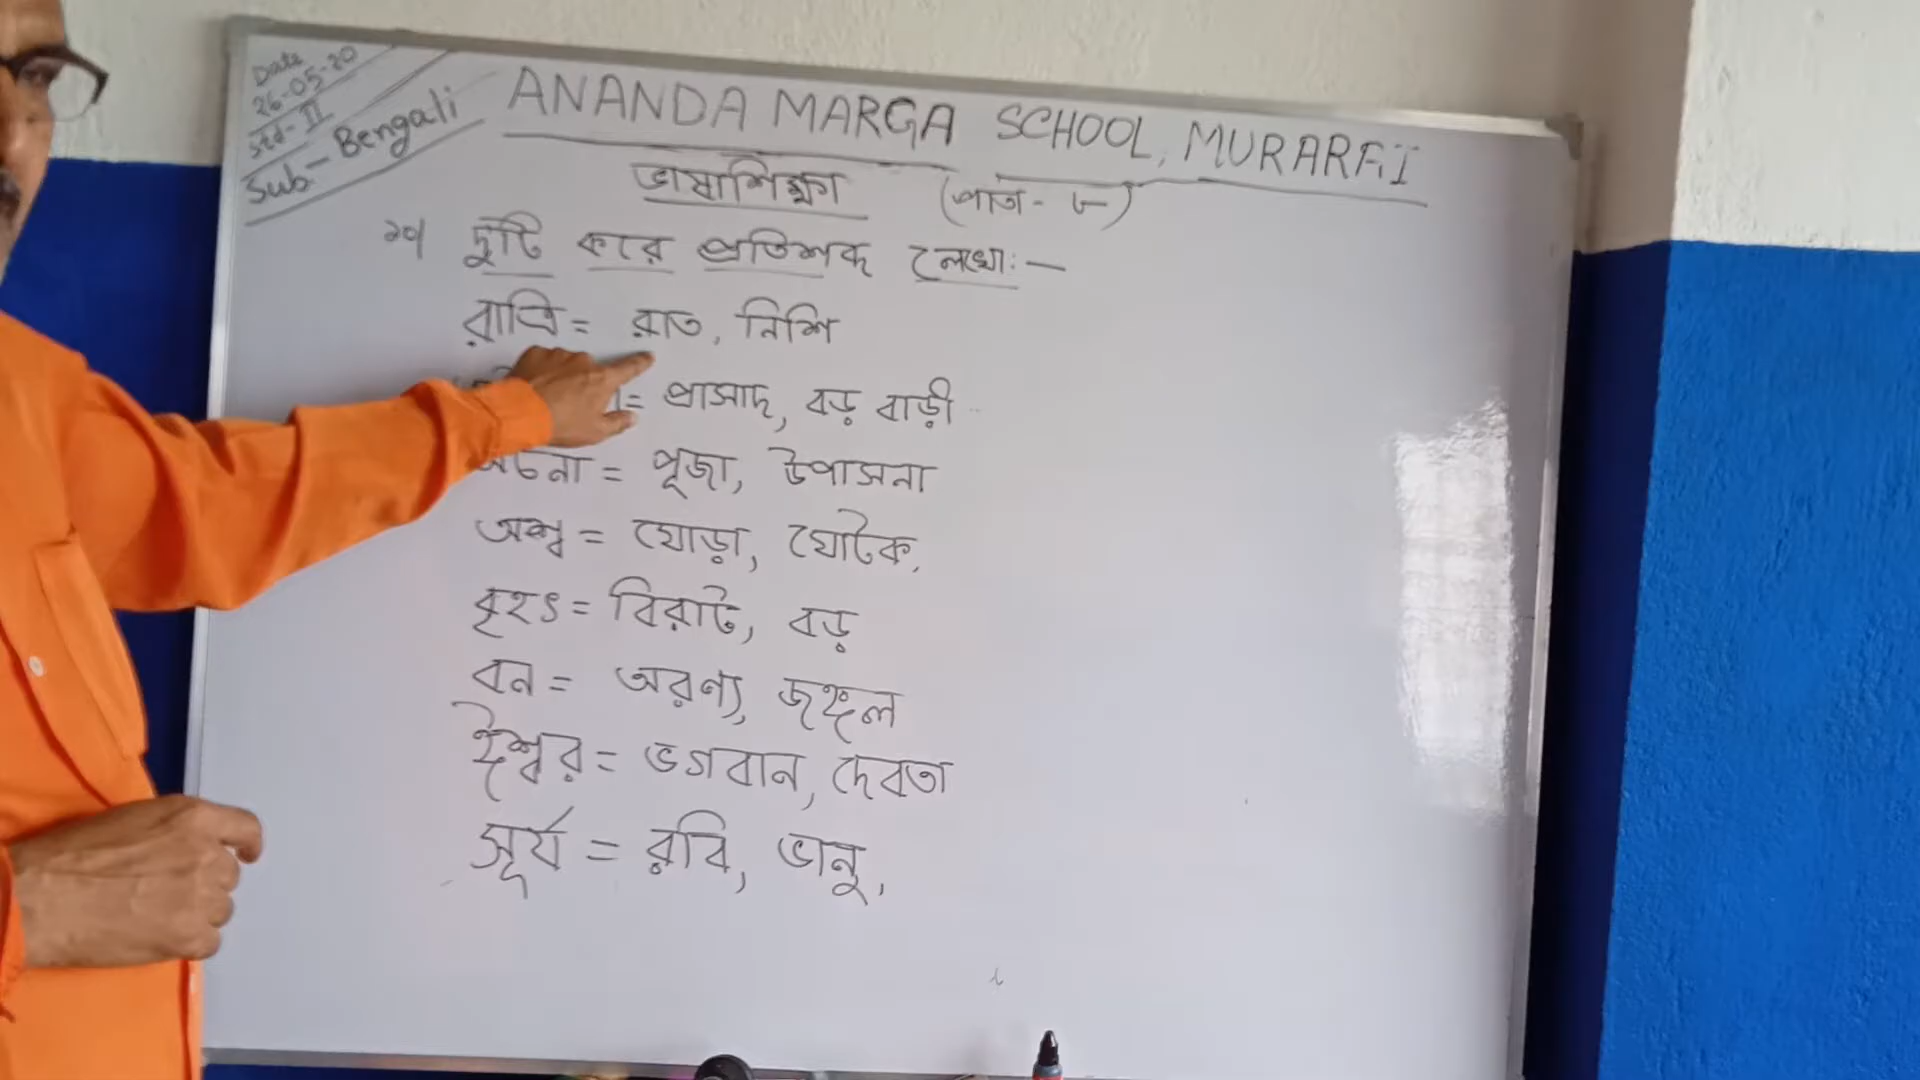 Date
26-05-20
Std-II
Sub-Bengali
ANANDA MARGA SCHOOL, MURARAI
ভাষাশিক্ষা (পাতা- ৮)
১০। দুটি করে প্রতিশব্দ লেখো:—
রাত্রি = রাত, নিশি
= প্রাসাদ, বড় বাড়ী
= পূজা, উপাসনা
অশ্ব = ঘোড়া, ঘোটক,
বৃহৎ = বিরাট, বড়
বন = অরণ্য, জঙ্গল
ঈশ্বর = ভগবান, দেবতা
সূর্য = রবি, ভানু,